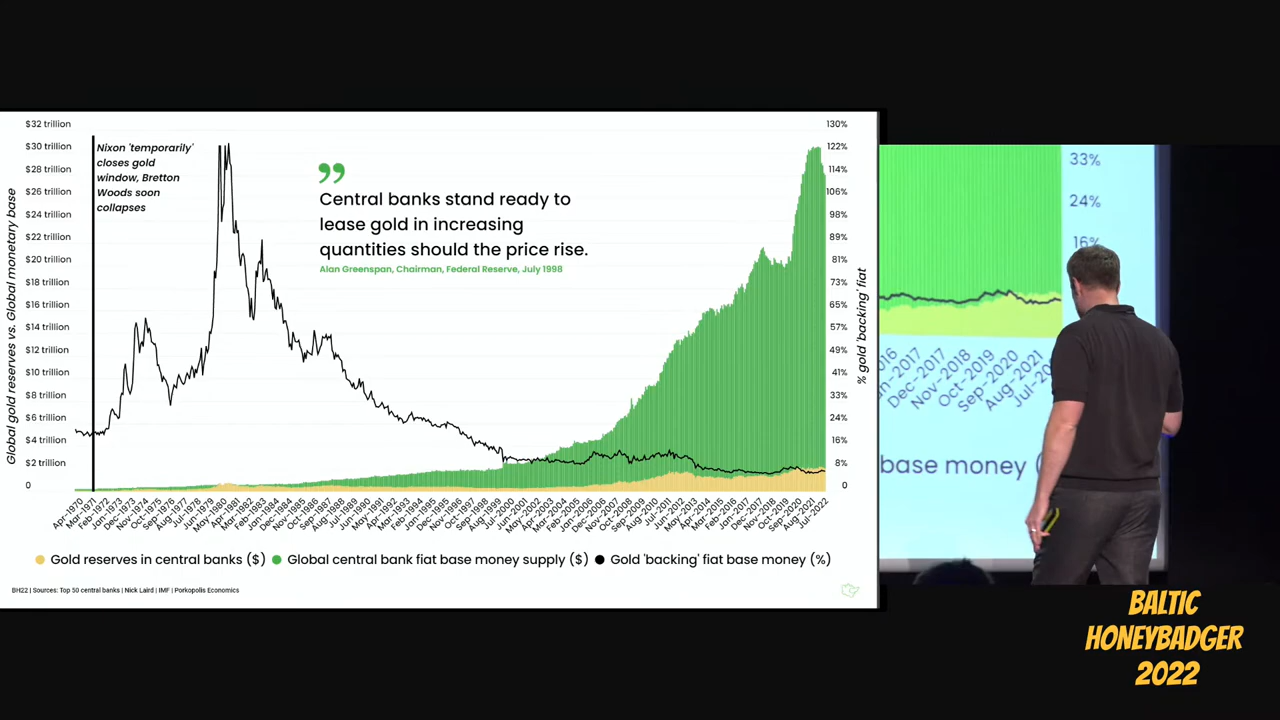 $32 trillion
$30 trillion
$28 trillion
$26 trillion
$24 trillion
$22 trillion
$20 trillion
$18 trillion
$16 trillion
$14 trillion
$12 trillion
$10 trillion
$8 trillion
$6 trillion
$4 trillion
$2 trillion
0
Global gold reserves vs. Global monetary base
Nixon 'temporarily'
closes gold
window, Bretton
Woods soon
collapses
”
Central banks stand ready to
lease gold in increasing
quantities should the price rise.
Alan Greenspan, Chairman, Federal Reserve, July 1998
130%
122%
114%
106%
98%
89%
81%
73%
65%
57%
49%
41%
33%
24%
16%
8%
0
% gold 'backing' fiat
Apr-1970
Mar-1971
Feb-1972
Jan-1973
Dec-1973
Nov-1974
Oct-1975
Sep-1976
Aug-1977
Jul-1978
Jun-1979
May-1980
Apr-1981
Mar-1982
Feb-1983
Jan-1984
Dec-1984
Nov-1985
Oct-1986
Sep-1987
Aug-1988
Jul-1989
Jun-1990
May-1991
Apr-1992
Mar-1993
Feb-1994
Jan-1995
Dec-1995
Nov-1996
Oct-1997
Sep-1998
Aug-1999
Jul-2000
Jun-2001
May-2002
Apr-2003
Mar-2004
Feb-2005
Jan-2006
Dec-2006
Nov-2007
Oct-2008
Sep-2009
Aug-2010
Jul-2011
Jun-2012
May-2013
Apr-2014
Mar-2015
Feb-2016
Jan-2017
Dec-2017
Nov-2018
Oct-2019
Sep-2020
Aug-2021
Jul-2022
Gold reserves in central banks ($)
Global central bank fiat base money supply ($)
Gold 'backing' fiat base money (%)
BH22 | Sources: Top 50 central banks | Nick Laird | IMF | Porkopolis Economics
33%
24%
16%
Dec-2017
Nov-2018
Oct-2019
Sep-2020
Aug-2021
base money
BALTIC
HONEYBADGER
2022